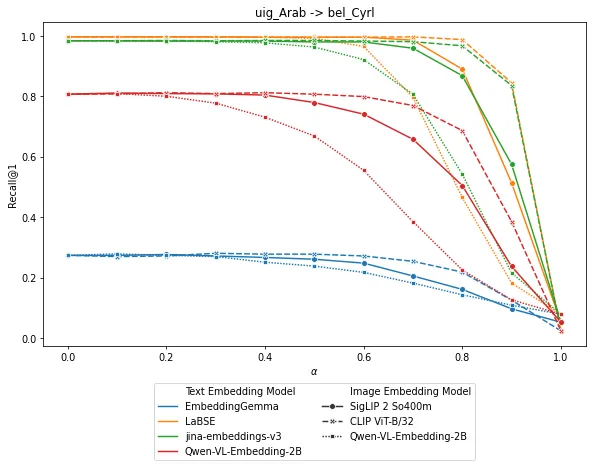 uig_Arab -> bel_Cyrl
Recall@1
1.0
0.8
0.6
0.4
0.2
0.0
0.0 0.2 0.4 0.6 0.8 1.0
α
Text Embedding Model Image Embedding Model
EmbeddingGemma SigLIP 2 So400m
LaBSE CLIP ViT-B/32
jina-embeddings-v3 Qwen-VL-Embedding-2B
Qwen-VL-Embedding-2B